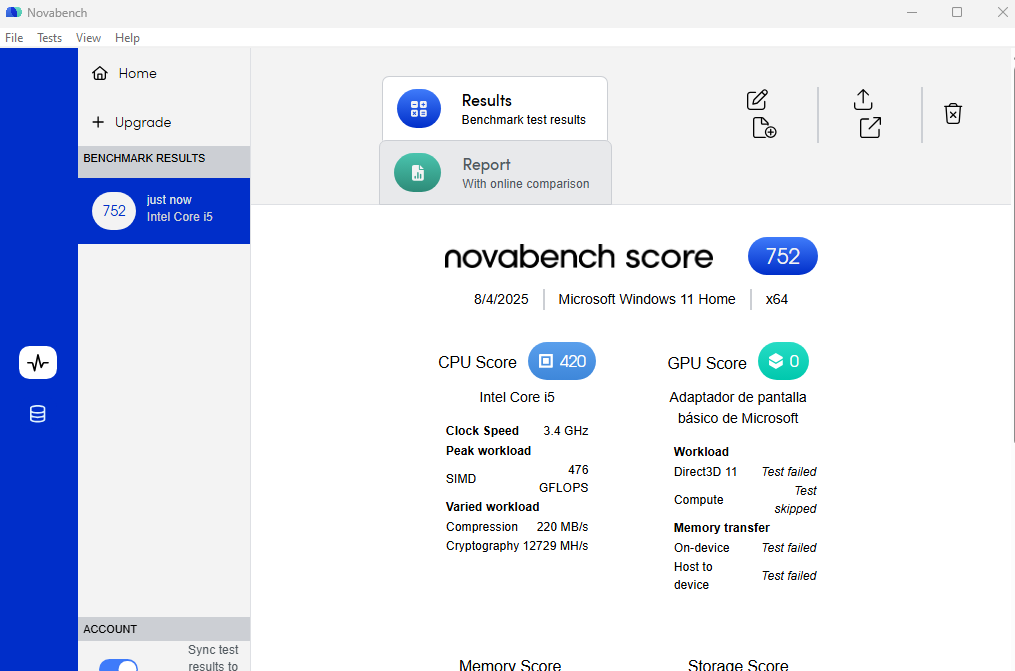 Novabench
File Tests View Help
Home
Upgrade
BENCHMARK RESULTS
752
just now
Intel Core i5
ACCOUNT
Sync test
results to
Results
Benchmark test results
Report
With online comparison
novabench score 752
8/4/2025 Microsoft Windows 11 Home x64
CPU Score 420
Intel Core i5
Clock Speed 3.4 GHz
Peak workload
SIMD 476
GFLOPS
Varied workload
Compression 220 MB/s
Cryptography 12729 MH/s
GPU Score 0
Adaptador de pantalla
básico de Microsoft
Workload
Direct3D 11 Test failed
Compute Test
skipped
Memory transfer
On-device Test failed
Host to
device Test failed
Memory Score
Storage Score